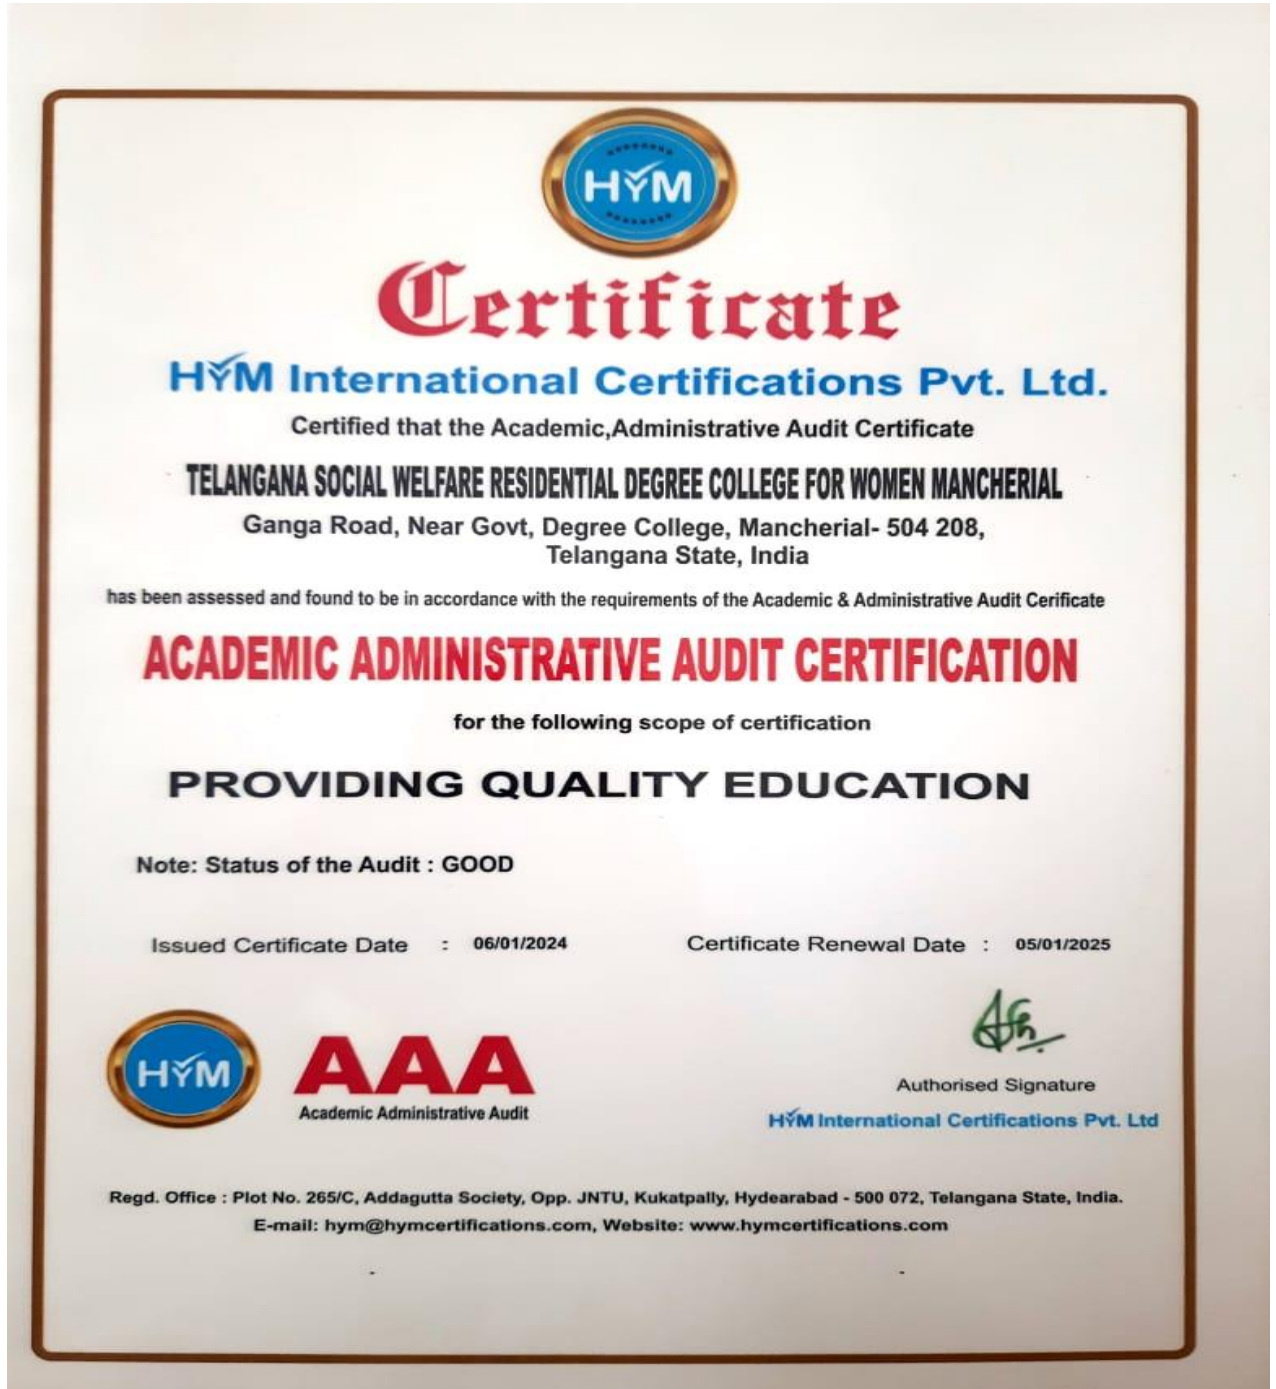 HYM
Certificate
HYM International Certifications Pvt. Ltd.
Certified that the Academic,Administrative Audit Certificate
TELANGANA SOCIAL WELFARE RESIDENTIAL DEGREE COLLEGE FOR WOMEN MANCHERIAL
Ganga Road, Near Govt, Degree College, Mancherial- 504 208,
Telangana State, India
has been assessed and found to be in accordance with the requirements of the Academic & Administrative Audit Cerificate
ACADEMIC ADMINISTRATIVE AUDIT CERTIFICATION
for the following scope of certification
PROVIDING QUALITY EDUCATION
Note: Status of the Audit : GOOD
Issued Certificate Date : 06/01/2024 Certificate Renewal Date : 05/01/2025
HYM
AAA
Academic Administrative Audit
Authorised Signature
HYM International Certifications Pvt. Ltd
Regd. Office : Plot No. 265/C, Addagutta Society, Opp. JNTU, Kukatpally, Hydearabad - 500 072, Telangana State, India.
E-mail: hym@hymcertifications.com, Website: www.hymcertifications.com